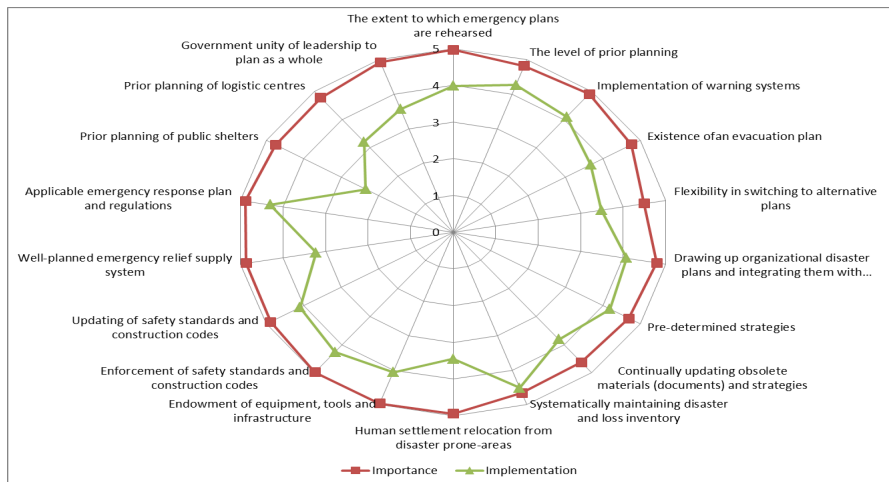 The extent to which emergency plans
are rehearsed
The level of prior planning
Implementation of warning systems
Existence ofan evacuation plan
Flexibility in switching to alternative
plans
Drawing up organizational disaster
plans and integrating them with...
Pre-determined strategies
Continually updating obsolete
materials (documents) and strategies
Systematically maintaining disaster
and loss inventory
Human settlement relocation from
disaster prone-areas
Endowment of equipment, tools and
infrastructure
Enforcement of safety standards and
construction codes
Updating of safety standards and
construction codes
Well-planned emergency relief supply
system
Applicable emergency response plan
and regulations
Prior planning of public shelters
Prior planning of logistic centres
Government unity of leadership to
plan as a whole
5
4
3
2
1
0
Importance
Implementation